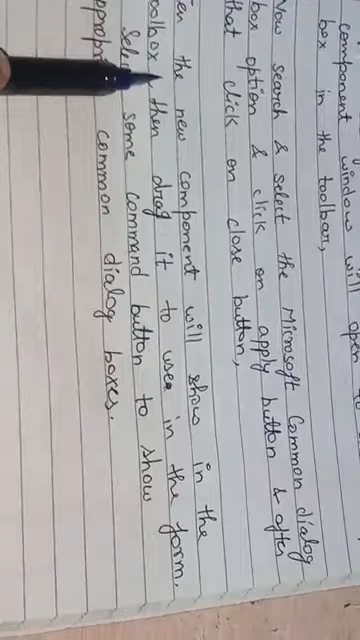 component window will open to
box in the toolbar,
Now search & select the Microsoft Common dialog
box option & click on apply button & after
that click on close button,
the new component will show in the
toolbox, then drag it to use in the form.
some command button to show
common dialog boxes.